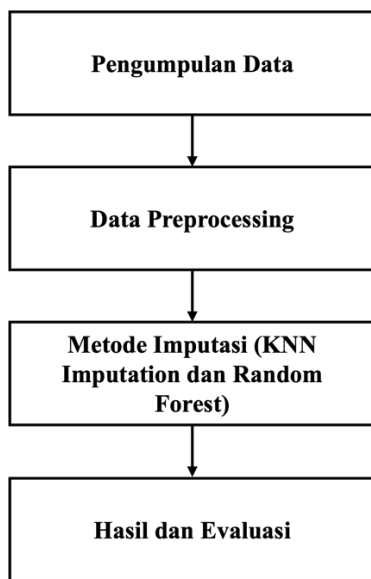 Pengumpulan Data
Data Preprocessing
Metode Imputasi (KNN
Imputation dan Random
Forest)
Hasil dan Evaluasi